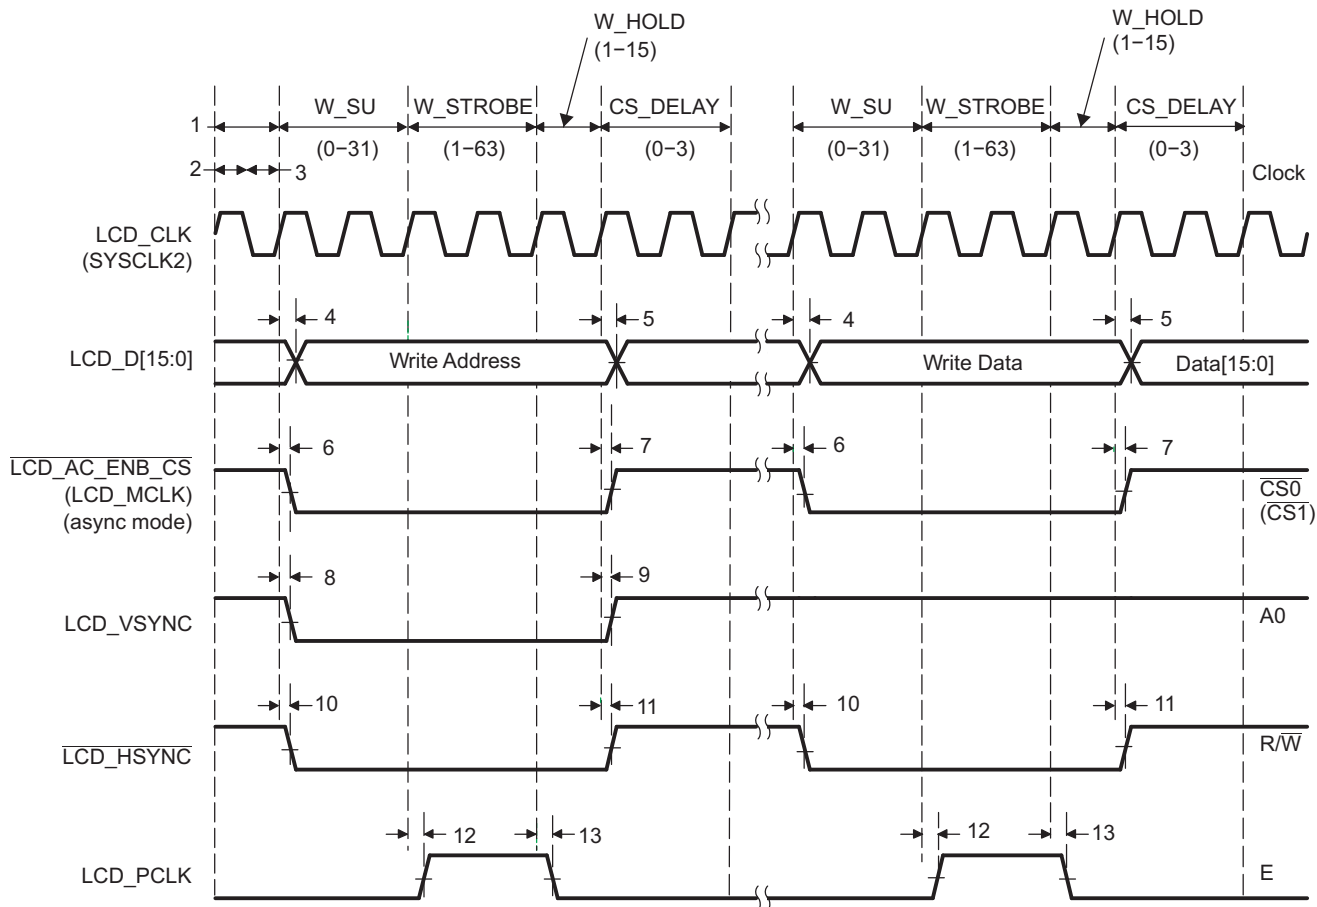 W_HOLD
(1−15)
W_HOLD
(1−15)
1
W_SU
W_STROBE
CS_DELAY
W_SU
W_STROBE
CS_DELAY
(0−31)
(1−63)
(0−3)
(0−31)
(1−63)
(0−3)
2
3
Clock
LCD_CLK
(SYSCLK2)
4
5
4
5
LCD_D[15:0]
Write Address
Write Data
Data[15:0]
6
7
6
7
LCD_AC_ENB_CS
(LCD_MCLK)
(async mode)
CS0
(CS1)
8
9
LCD_VSYNC
A0
10
11
10
11
LCD_HSYNC
R/W
12
13
12
13
LCD_PCLK
E